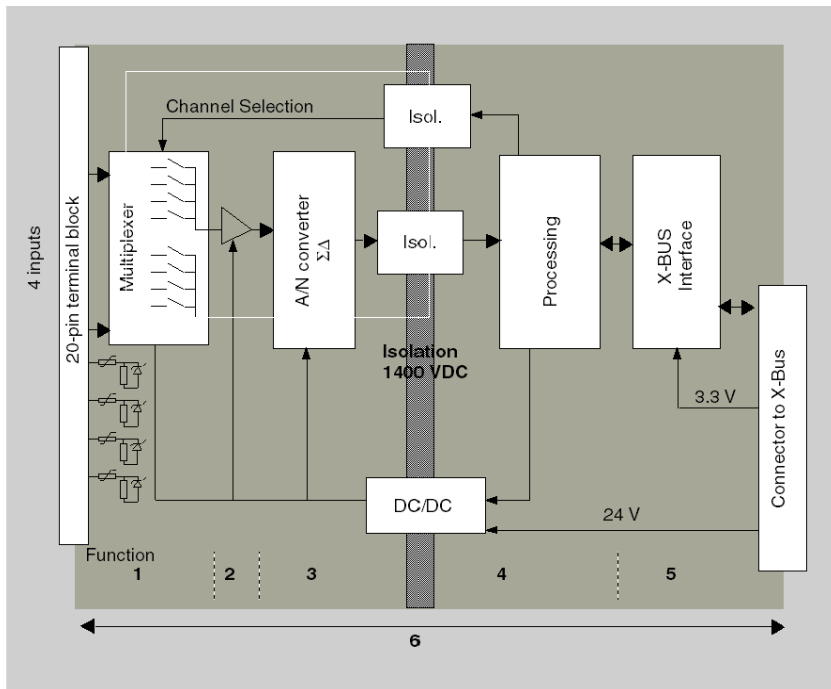 Channel Selection
Isol.
4 inputs
20-pin terminal block
Multiplexer
A/N converter
ΣΔ
Isol.
Processing
X-BUS
Interface
Isolation
1400 VDC
Connector to X-Bus
3.3 V
DC/DC
24 V
Function
1
2
3
4
5
6